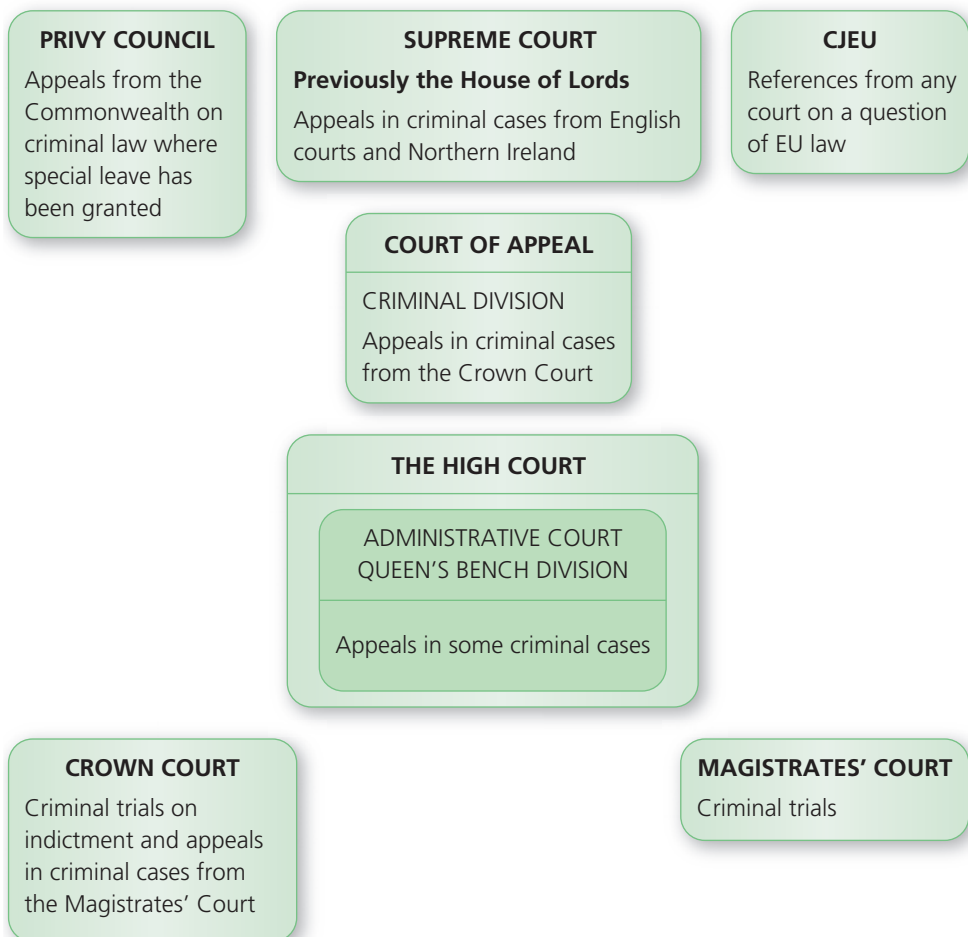 PRIVY COUNCIL
Appeals from the
Commonwealth on
criminal law where
special leave has
been granted
SUPREME COURT
Previously the House of Lords
Appeals in criminal cases from English
courts and Northern Ireland
CJEU
References from any
court on a question
of EU law
COURT OF APPEAL
CRIMINAL DIVISION
Appeals in criminal cases
from the Crown Court
THE HIGH COURT
ADMINISTRATIVE COURT
QUEEN'S BENCH DIVISION
Appeals in some criminal cases
CROWN COURT
Criminal trials on
indictment and appeals
in criminal cases from
the Magistrates' Court
MAGISTRATES' COURT
Criminal trials